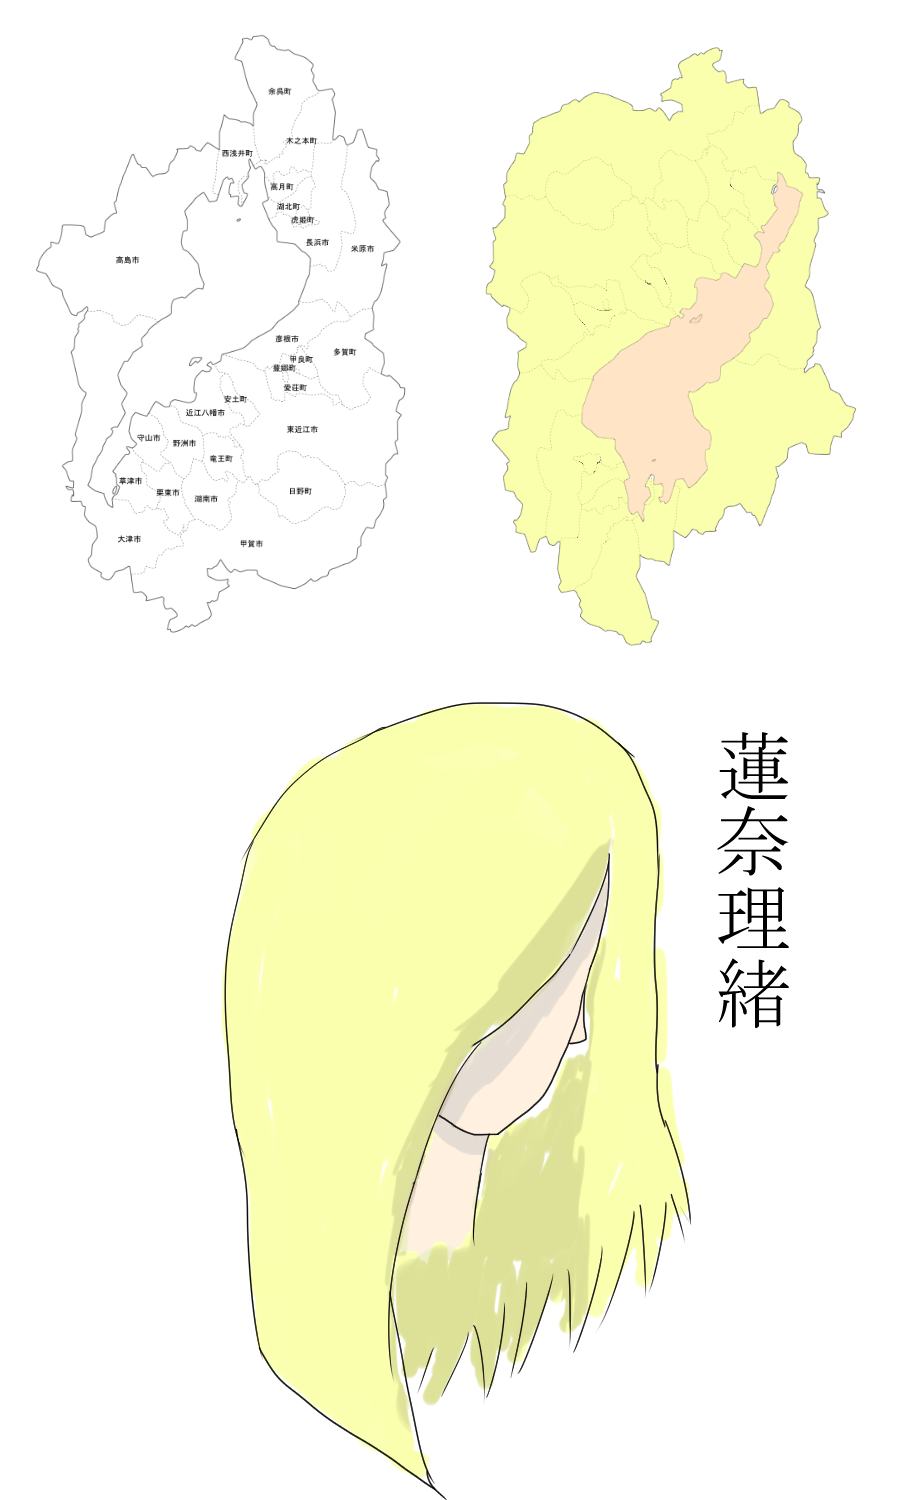 余呉町
木之本町
西浅井町
高月町
湖北町
虎姫町
長浜市
米原市
高島市
彦根市
多賀町
甲良町
豊郷町
愛荘町
安土町
近江八幡市
東近江市
守山市
野洲市
竜王町
草津市
栗東市
湖南市
日野町
大津市
甲賀市
蓮奈理緒